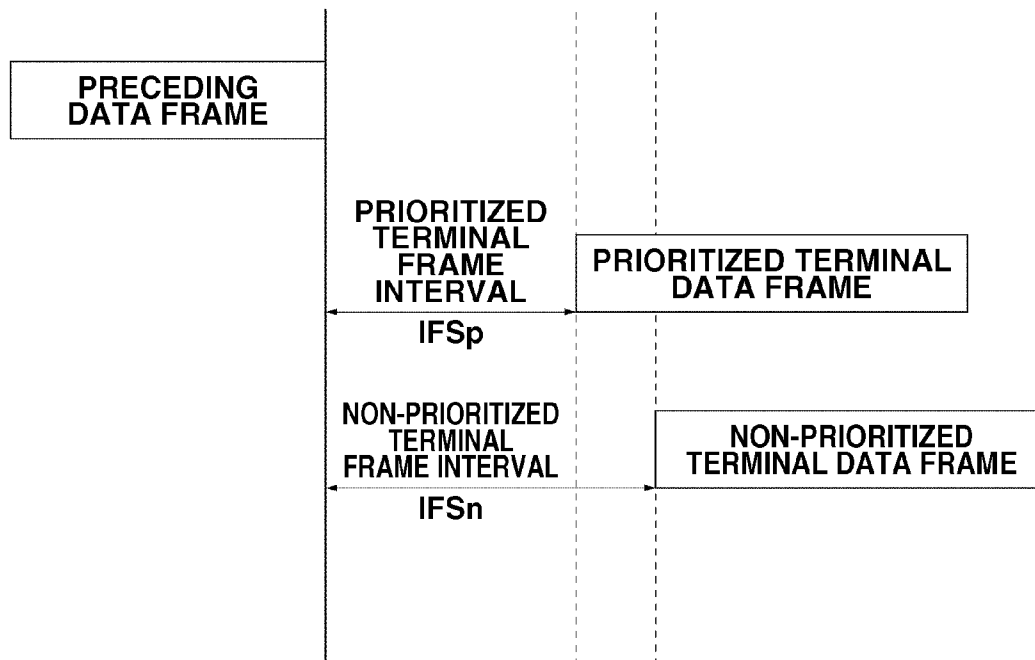 PRECEDING
DATA FRAME
PRIORITIZED
TERMINAL
FRAME
INTERVAL
IFSp
PRIORITIZED TERMINAL
DATA FRAME
NON-PRIORITIZED
TERMINAL
FRAME INTERVAL
IFSn
NON-PRIORITIZED
TERMINAL DATA FRAME